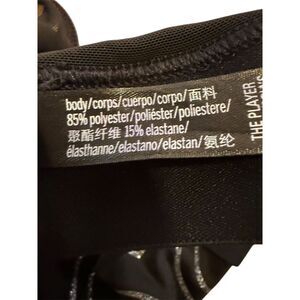 body/corps/cuerpo/corpo/面料
85% polyester/poliéster/poliestere/
聚酯纤维 15% elastane/
élasthanne/elastano/elastan/氨纶
THE PLAYER